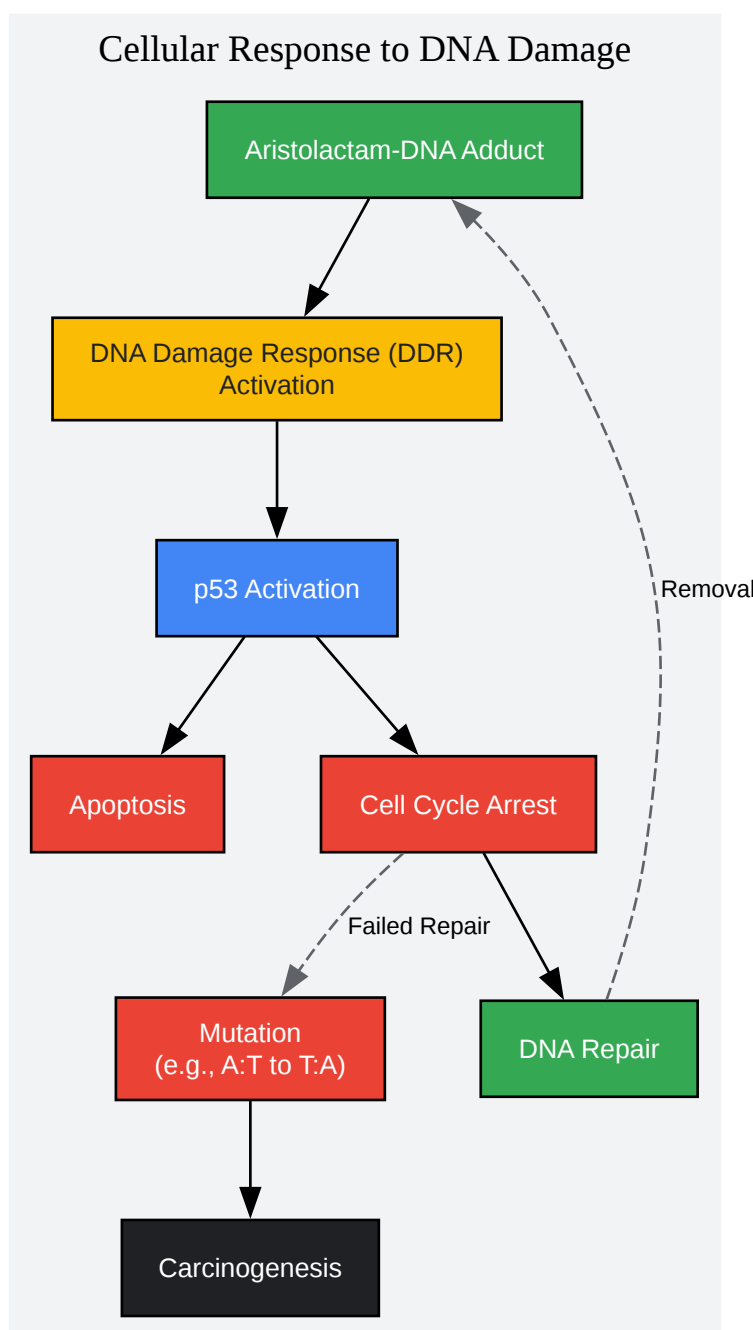 Cellular Response to DNA Damage
Aristolactam-DNA Adduct
DNA Damage Response (DDR)
Activation
p53 Activation
Removal
Apoptosis
Cell Cycle Arrest
Failed Repair
Mutation
(e.g., A:T to T:A)
DNA Repair
Carcinogenesis